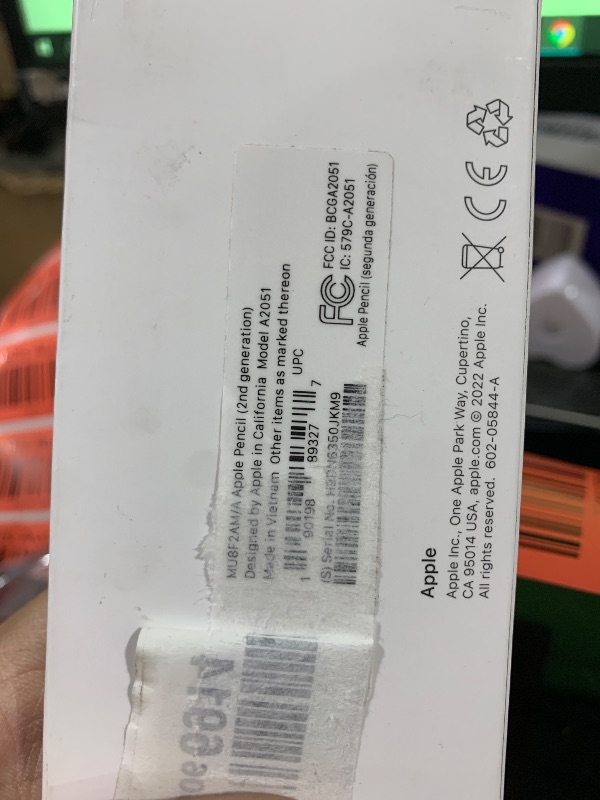 MU8F2AM/A Apple Pencil (2nd generation)
Designed by Apple in California Model A2051
Made in Vietnam Other items as marked thereon
1 90198 89327 7 UPC
(S) Serial No.
FC FCC ID: BCGA2051
IC: 579C-A2051
Apple Pencil (segunda generación)
Apple
Apple Inc., One Apple Park Way, Cupertino,
CA 95014 USA, apple.com © 2022 Apple Inc.
All rights reserved. 602-05844-A
CE